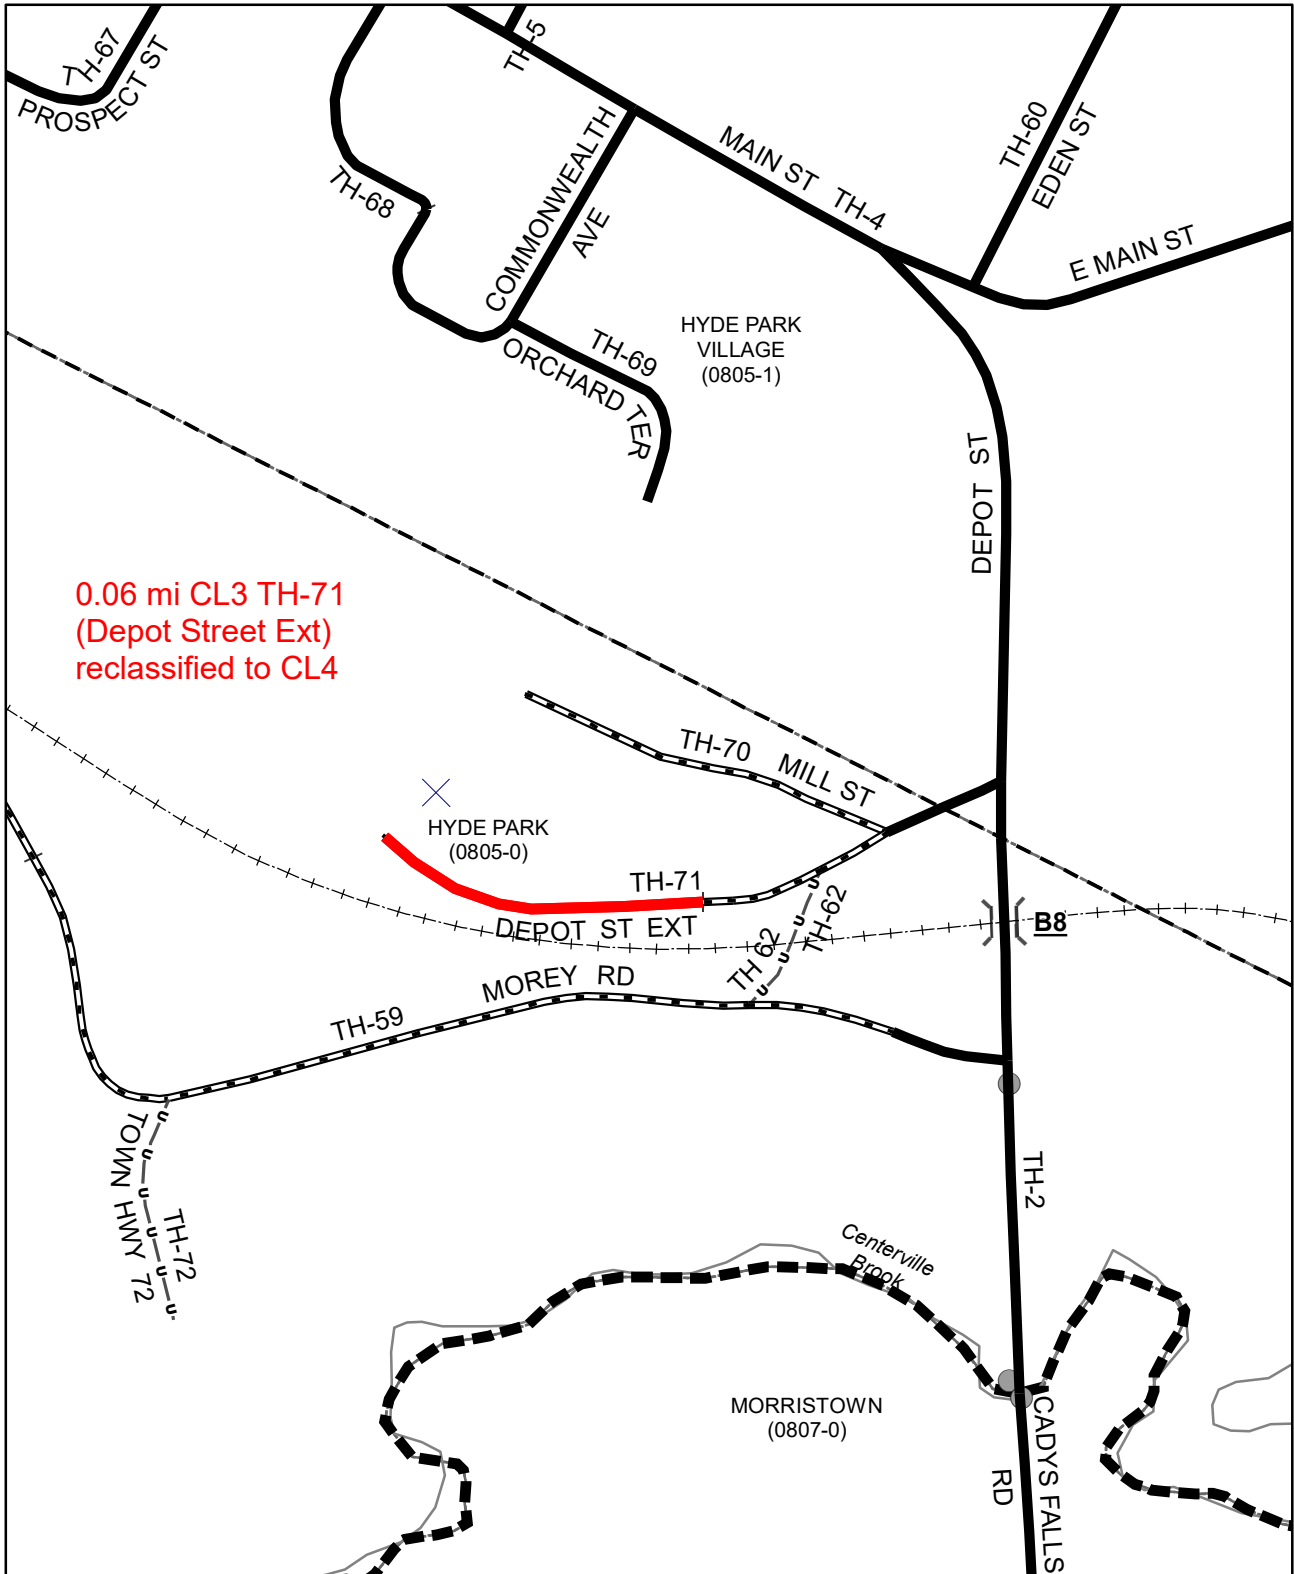 TH-67
PROSPECT ST
TH-5
TH-68
COMMONWEALTH
AVE
MAIN ST TH-4
TH-60
EDEN ST
E MAIN ST
HYDE PARK
VILLAGE
(0805-1)
TH-69
ORCHARD TER
DEPOT ST
0.06 mi CL3 TH-71
(Depot Street Ext)
reclassified to CL4
TH-70 MILL ST
HYDE PARK
(0805-0)
TH-71
DEPOT ST EXT
TH-62
TH 62
B8
MOREY RD
TH-59
TOWN HWY 72
TH-72
TH-2
Centerville
Brook
MORRISTOWN
(0807-0)
CADYS FALLS
RD